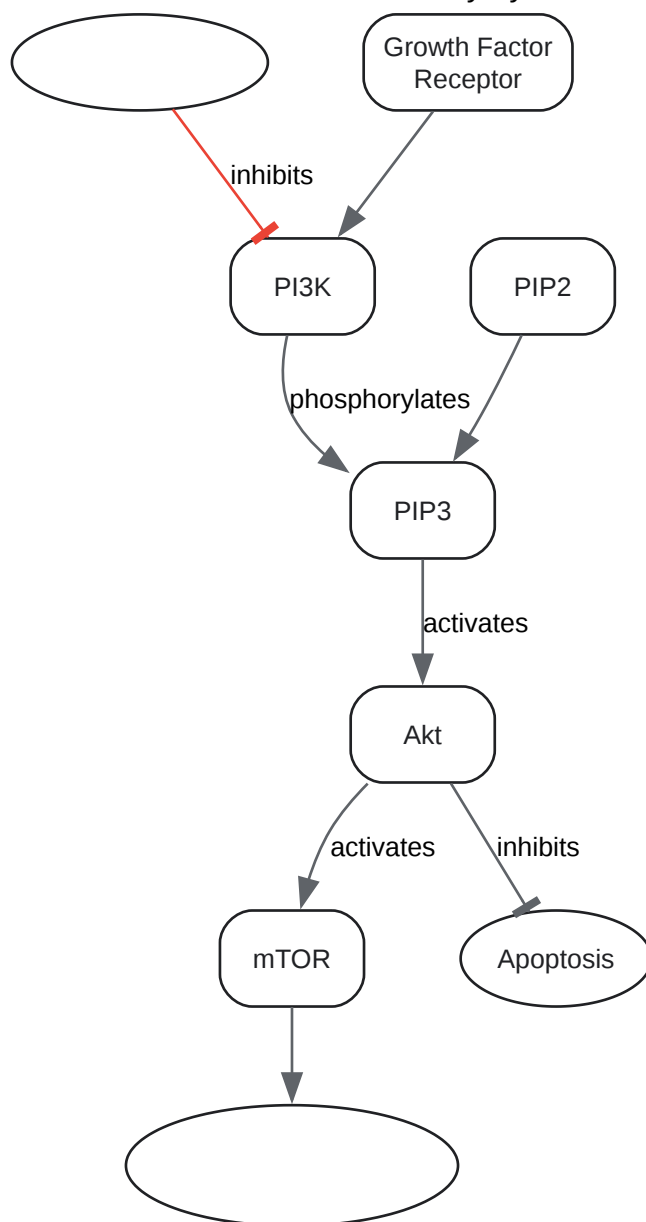 Growth Factor
Receptor
inhibits
PI3K
PIP2
phosphorylates
PIP3
activates
Akt
activates
inhibits
mTOR
Apoptosis